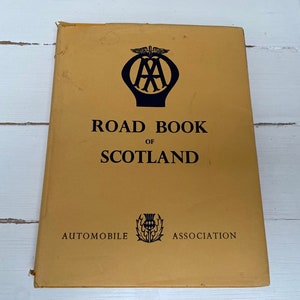 AA
ROAD BOOK
OF
SCOTLAND
AUTOMOBILE ASSOCIATION